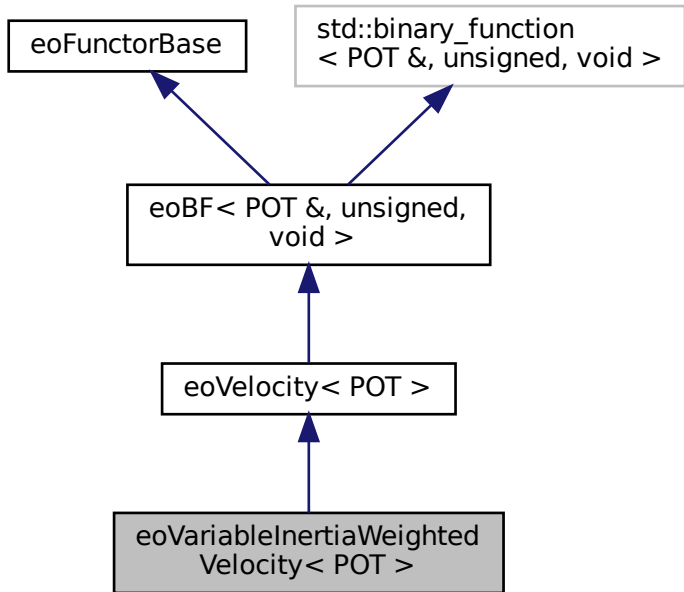 eoFunctorBase
std::binary_function
< POT &, unsigned, void >
eoBF< POT &, unsigned,
void >
eoVelocity< POT >
eoVariableInertiaWeighted
Velocity< POT >